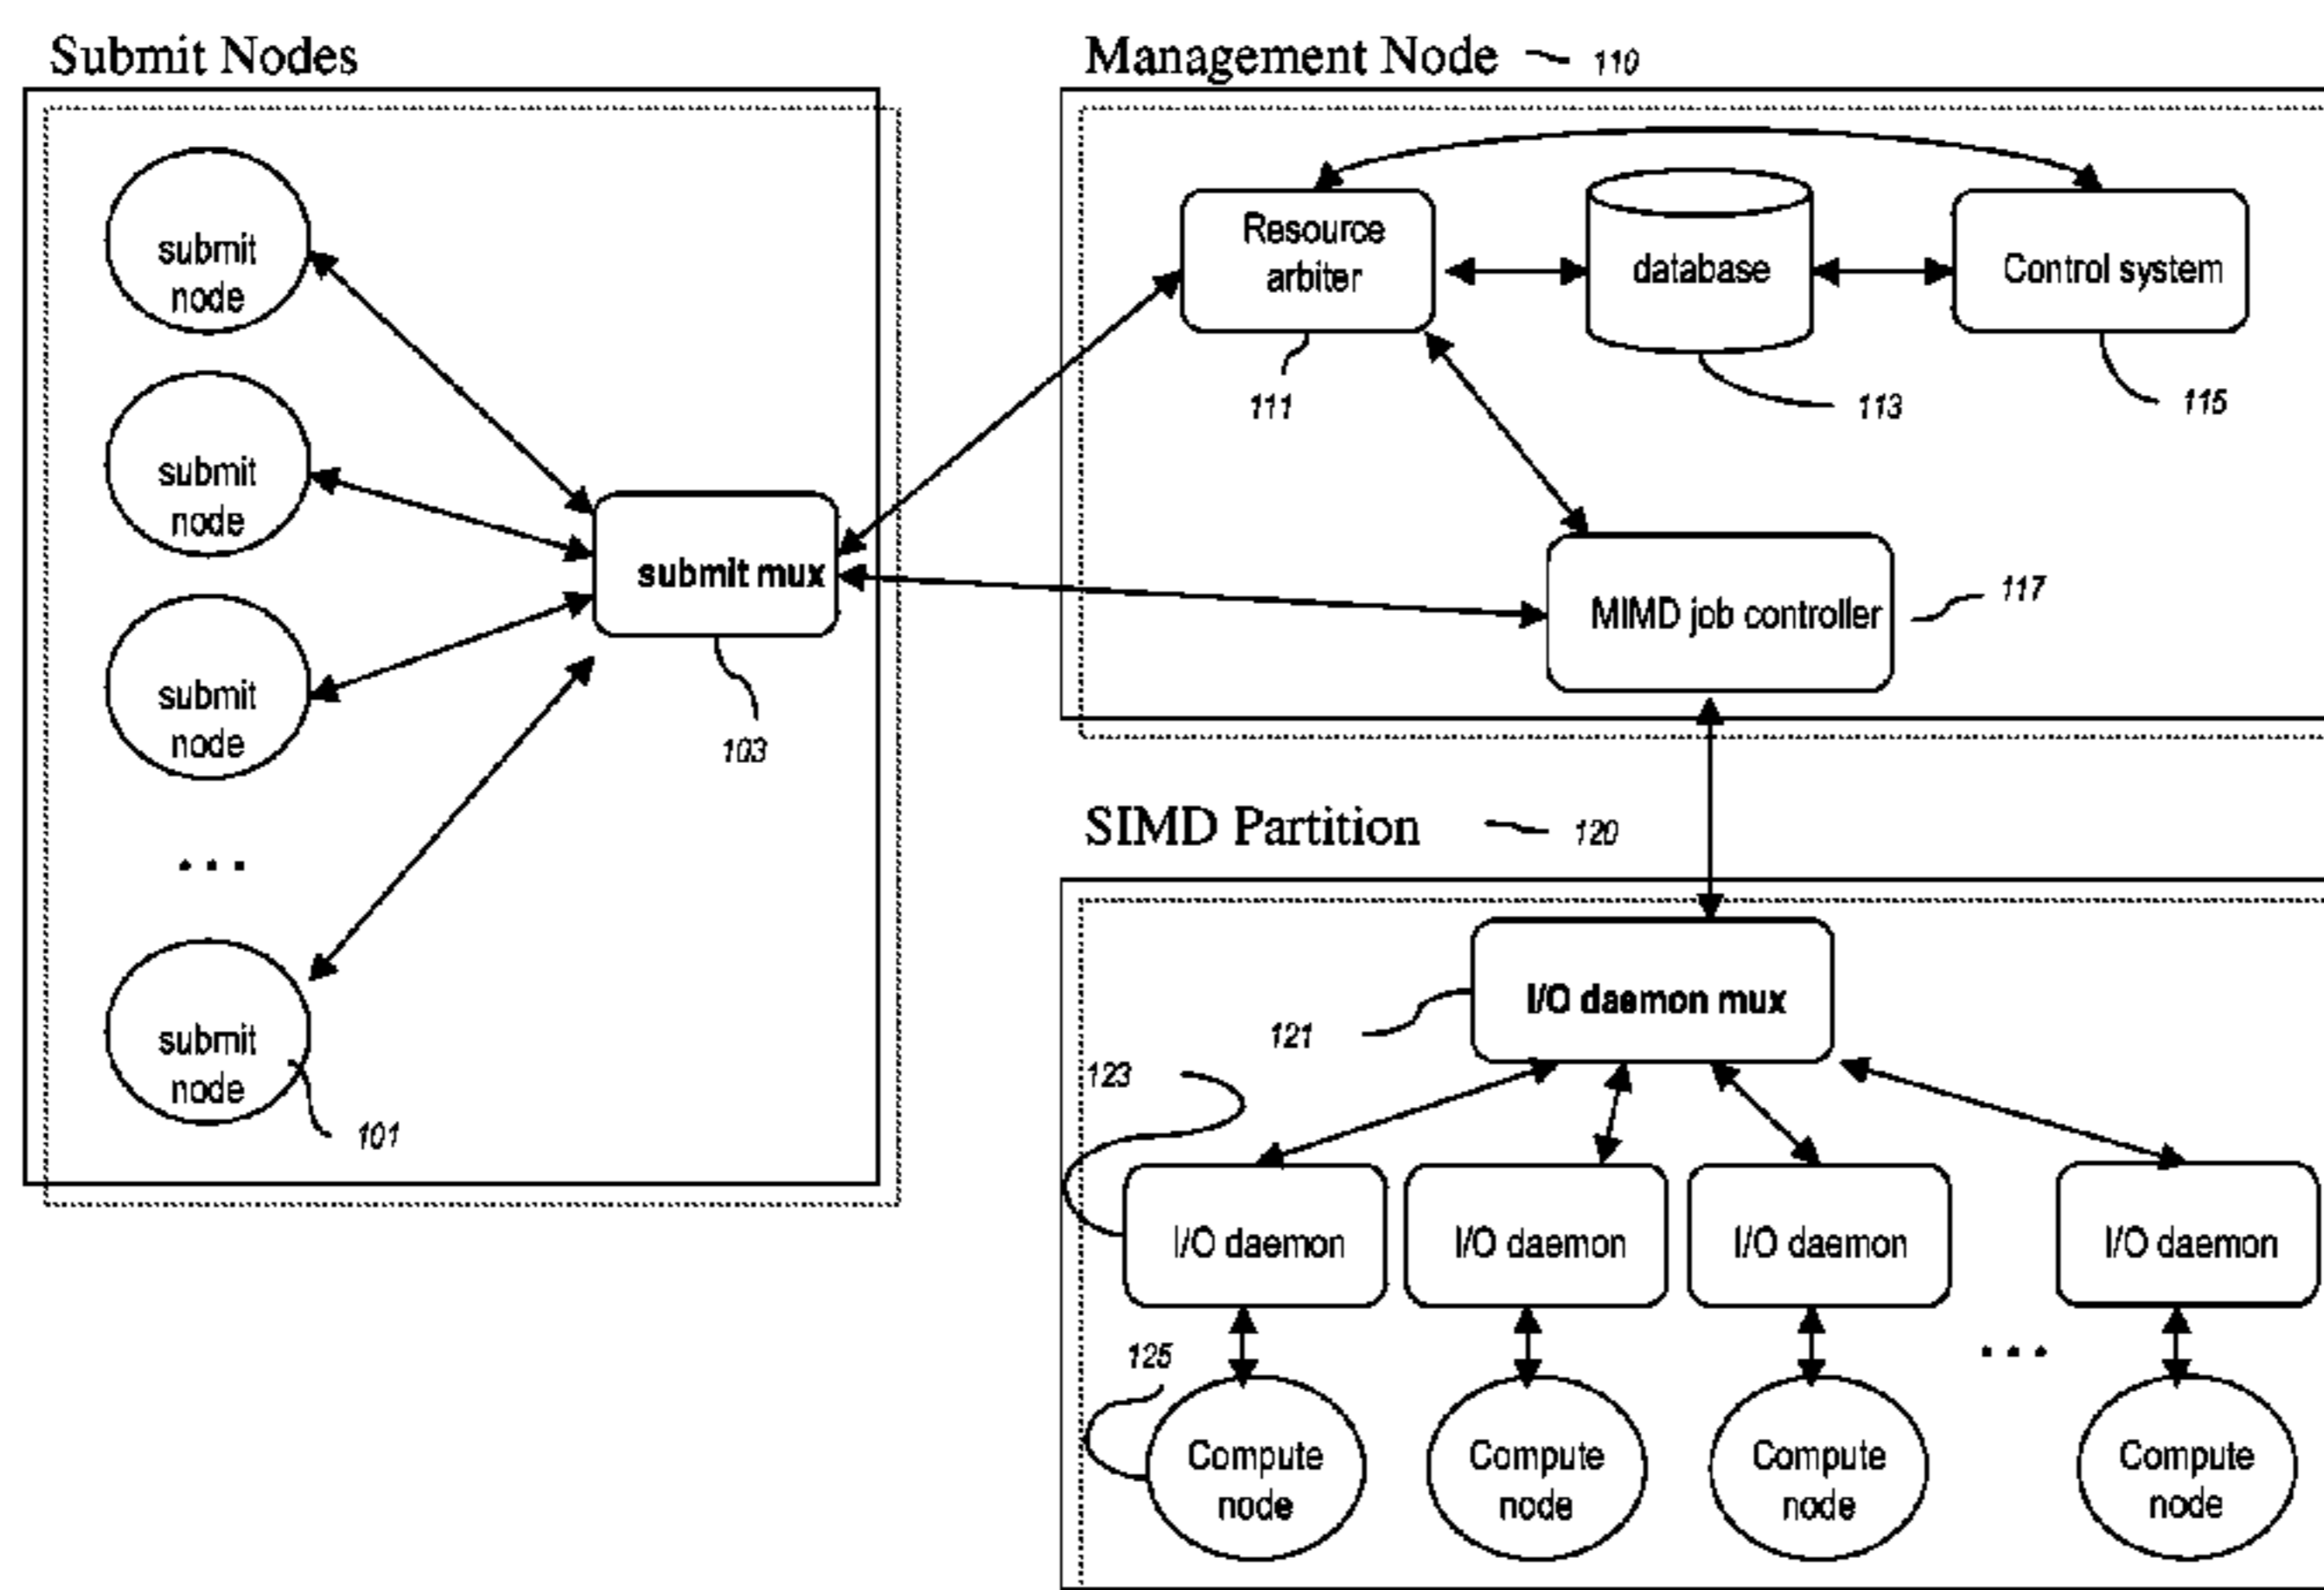 Submit Nodes
submit
node
submit
node
submit
node
...
submit
node
101
submit mux
103
Management Node
110
Resource
arbiter
111
database
113
Control system
115
MIMD job controller
117
SIMD Partition
120
I/O daemon mux
121
123
I/O daemon
I/O daemon
I/O daemon
I/O daemon
125
...
Compute
node
Compute
node
Compute
node
Compute
node